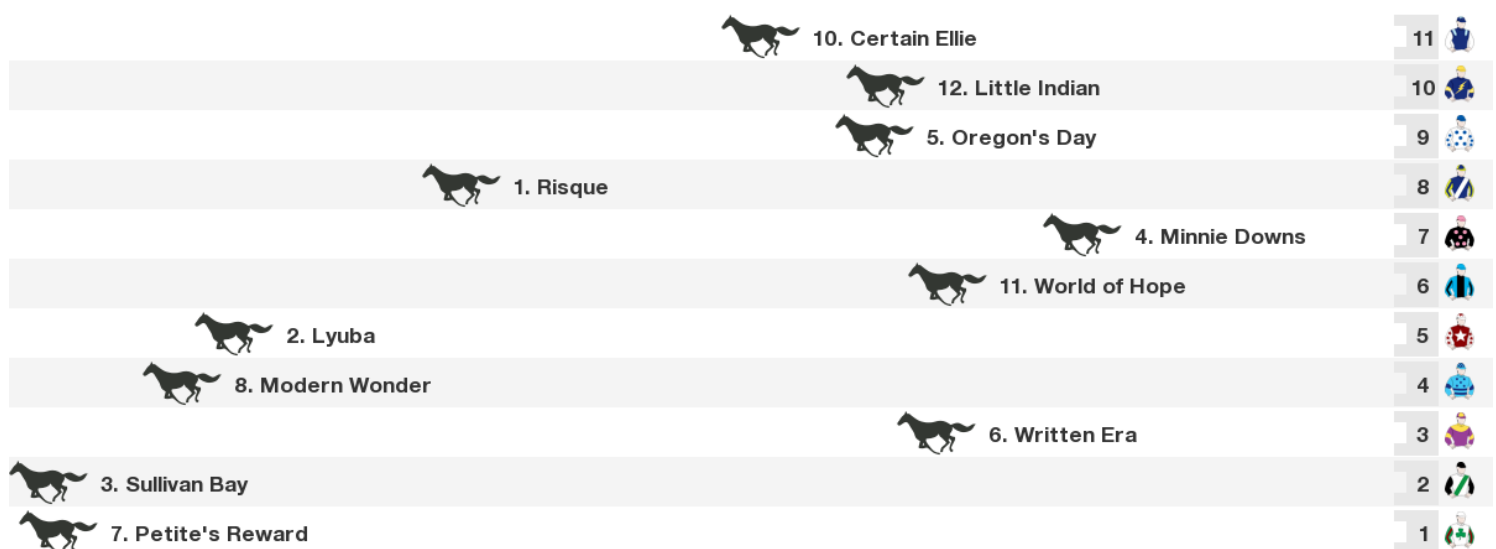 10. Certain Ellie 11
12. Little Indian 10
5. Oregon's Day 9
1. Risque 8
4. Minnie Downs 7
11. World of Hope 6
2. Lyuba 5
8. Modern Wonder 4
6. Written Era 3
3. Sullivan Bay 2
7. Petite's Reward 1